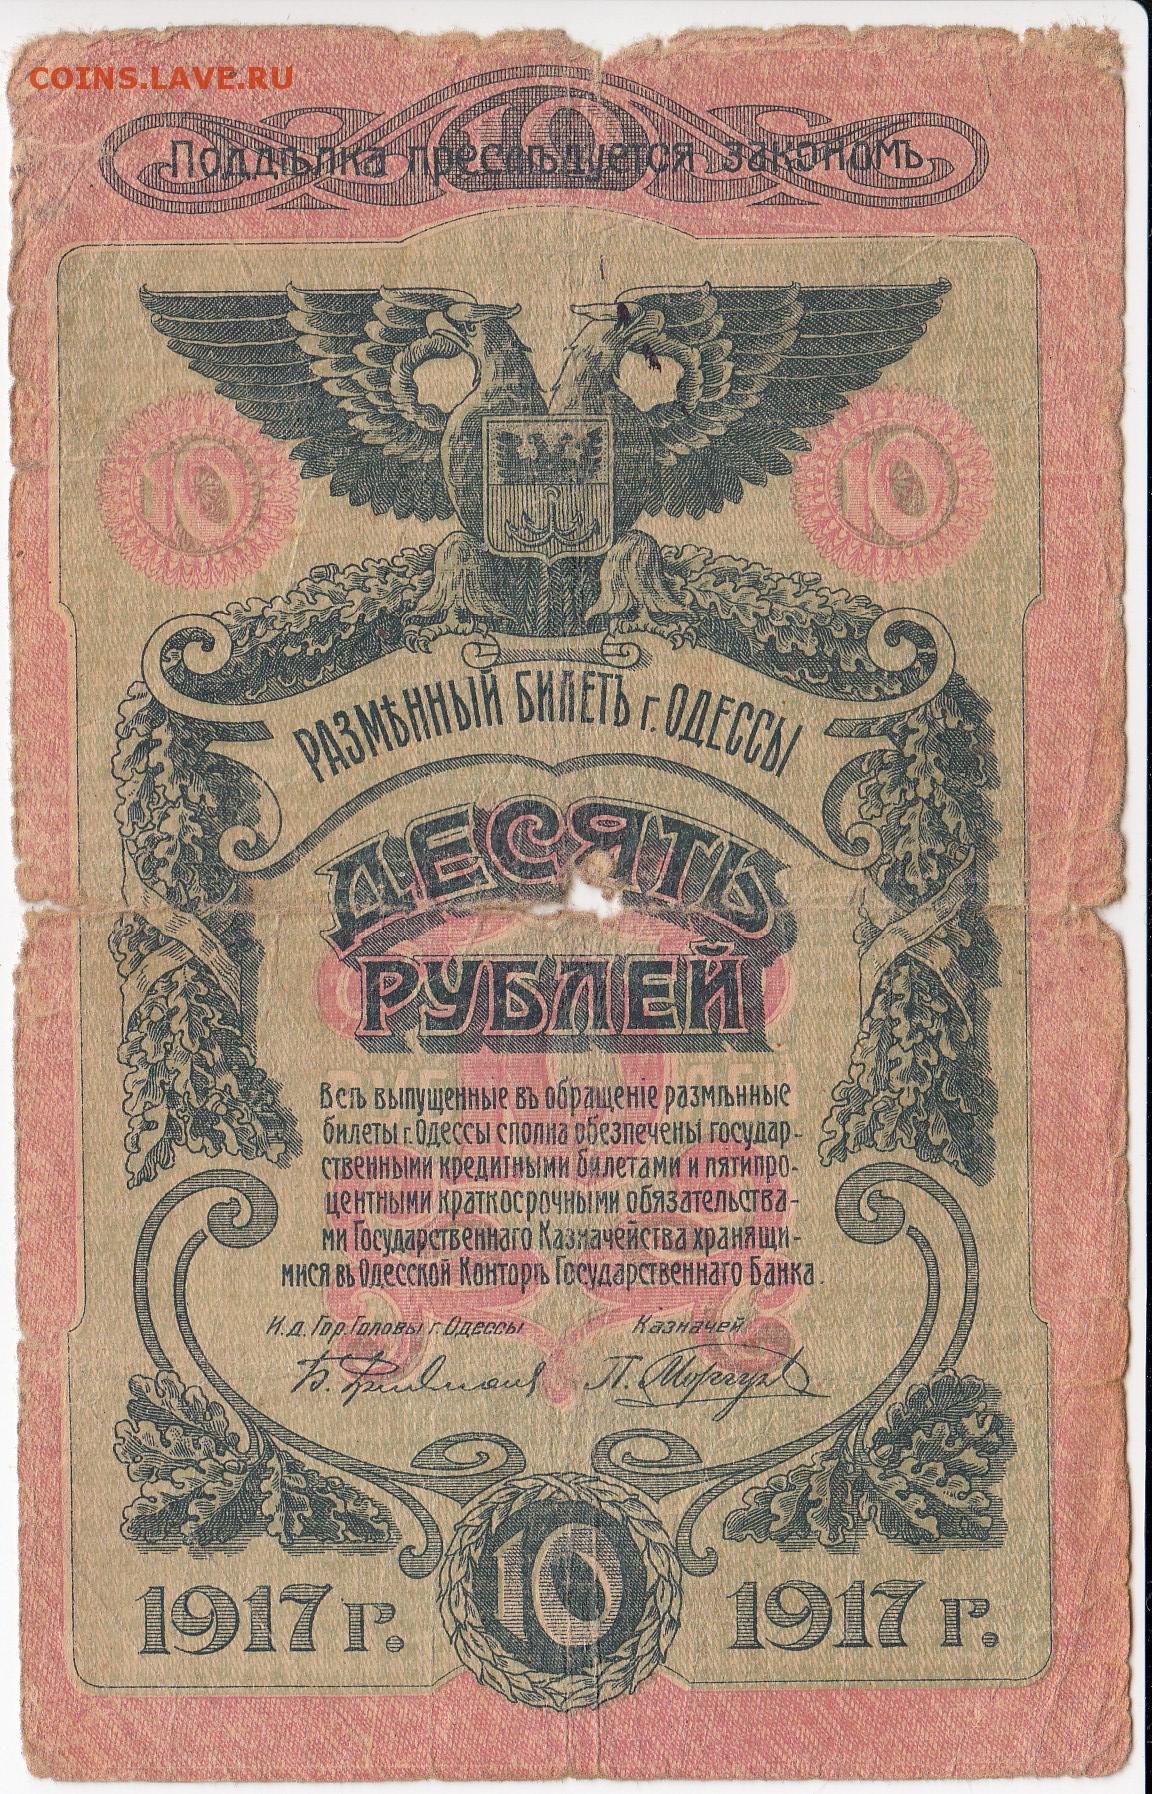 COINS.LAVE.RU
10
Поддѣлка преслѣдуется закономъ
10 10
РАЗМѢННЫЙ БИЛЕТЪ г. ОДЕССЫ
ДЕСЯТЬ
РУБЛЕЙ
Всѣ выпущенные въ обращеніе размѣнные
билеты г. Одессы сполна обезпечены государ-
ственными кредитными билетами и пятипро-
центными краткосрочными обязательства-
ми Государственнаго Казначейства хранящи-
мися въ Одесской Конторѣ Государственнаго Банка.
И.д. Гор. Головы г. Одессы Казначей
10
1917 г. 1917 г.